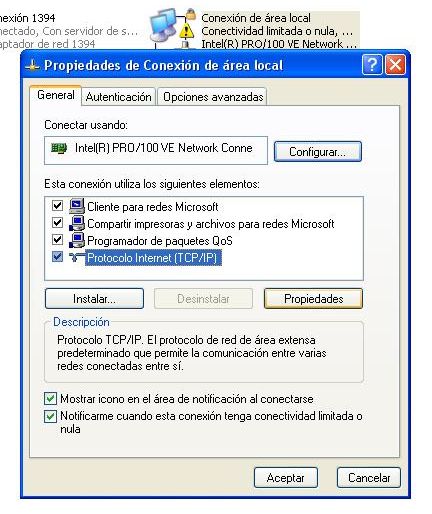 nexión 1394
nectado, Con servidor de s...
aptador de red 1394
Conexión de área local
Conectividad limitada o nula, ...
Intel(R) PRO/100 VE Network ...
Propiedades de Conexión de área local
General
Autenticación
Opciones avanzadas
Conectar usando:
Intel(R) PRO/100 VE Network Conne
Configurar...
Esta conexión utiliza los siguientes elementos:
Cliente para redes Microsoft
Compartir impresoras y archivos para redes Microsoft
Programador de paquetes QoS
Protocolo Internet (TCP/IP)
Instalar...
Desinstalar
Propiedades
Descripción
Protocolo TCP/IP. El protocolo de red de área extensa
predeterminado que permite la comunicación entre varias
redes conectadas entre sí.
Mostrar icono en el área de notificación al conectarse
Notificarme cuando esta conexión tenga conectividad limitada o
nula
Aceptar
Cancelar